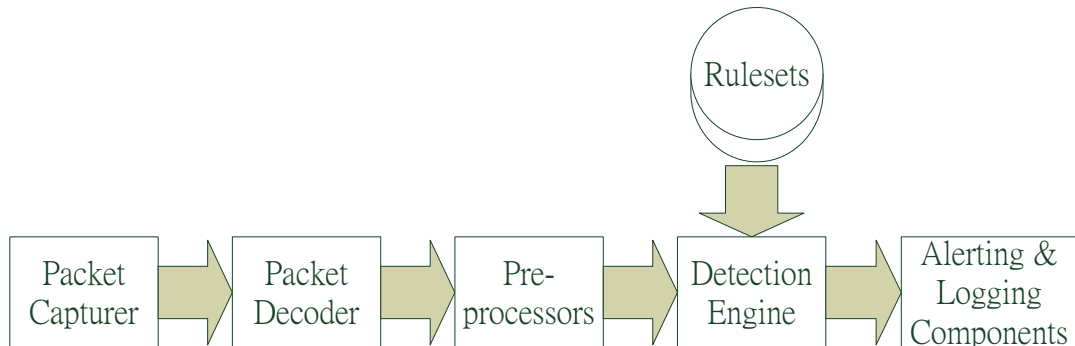 Rulesets
Packet
Capturer
Packet
Decoder
Pre-
processors
Detection
Engine
Alerting &
Logging
Components